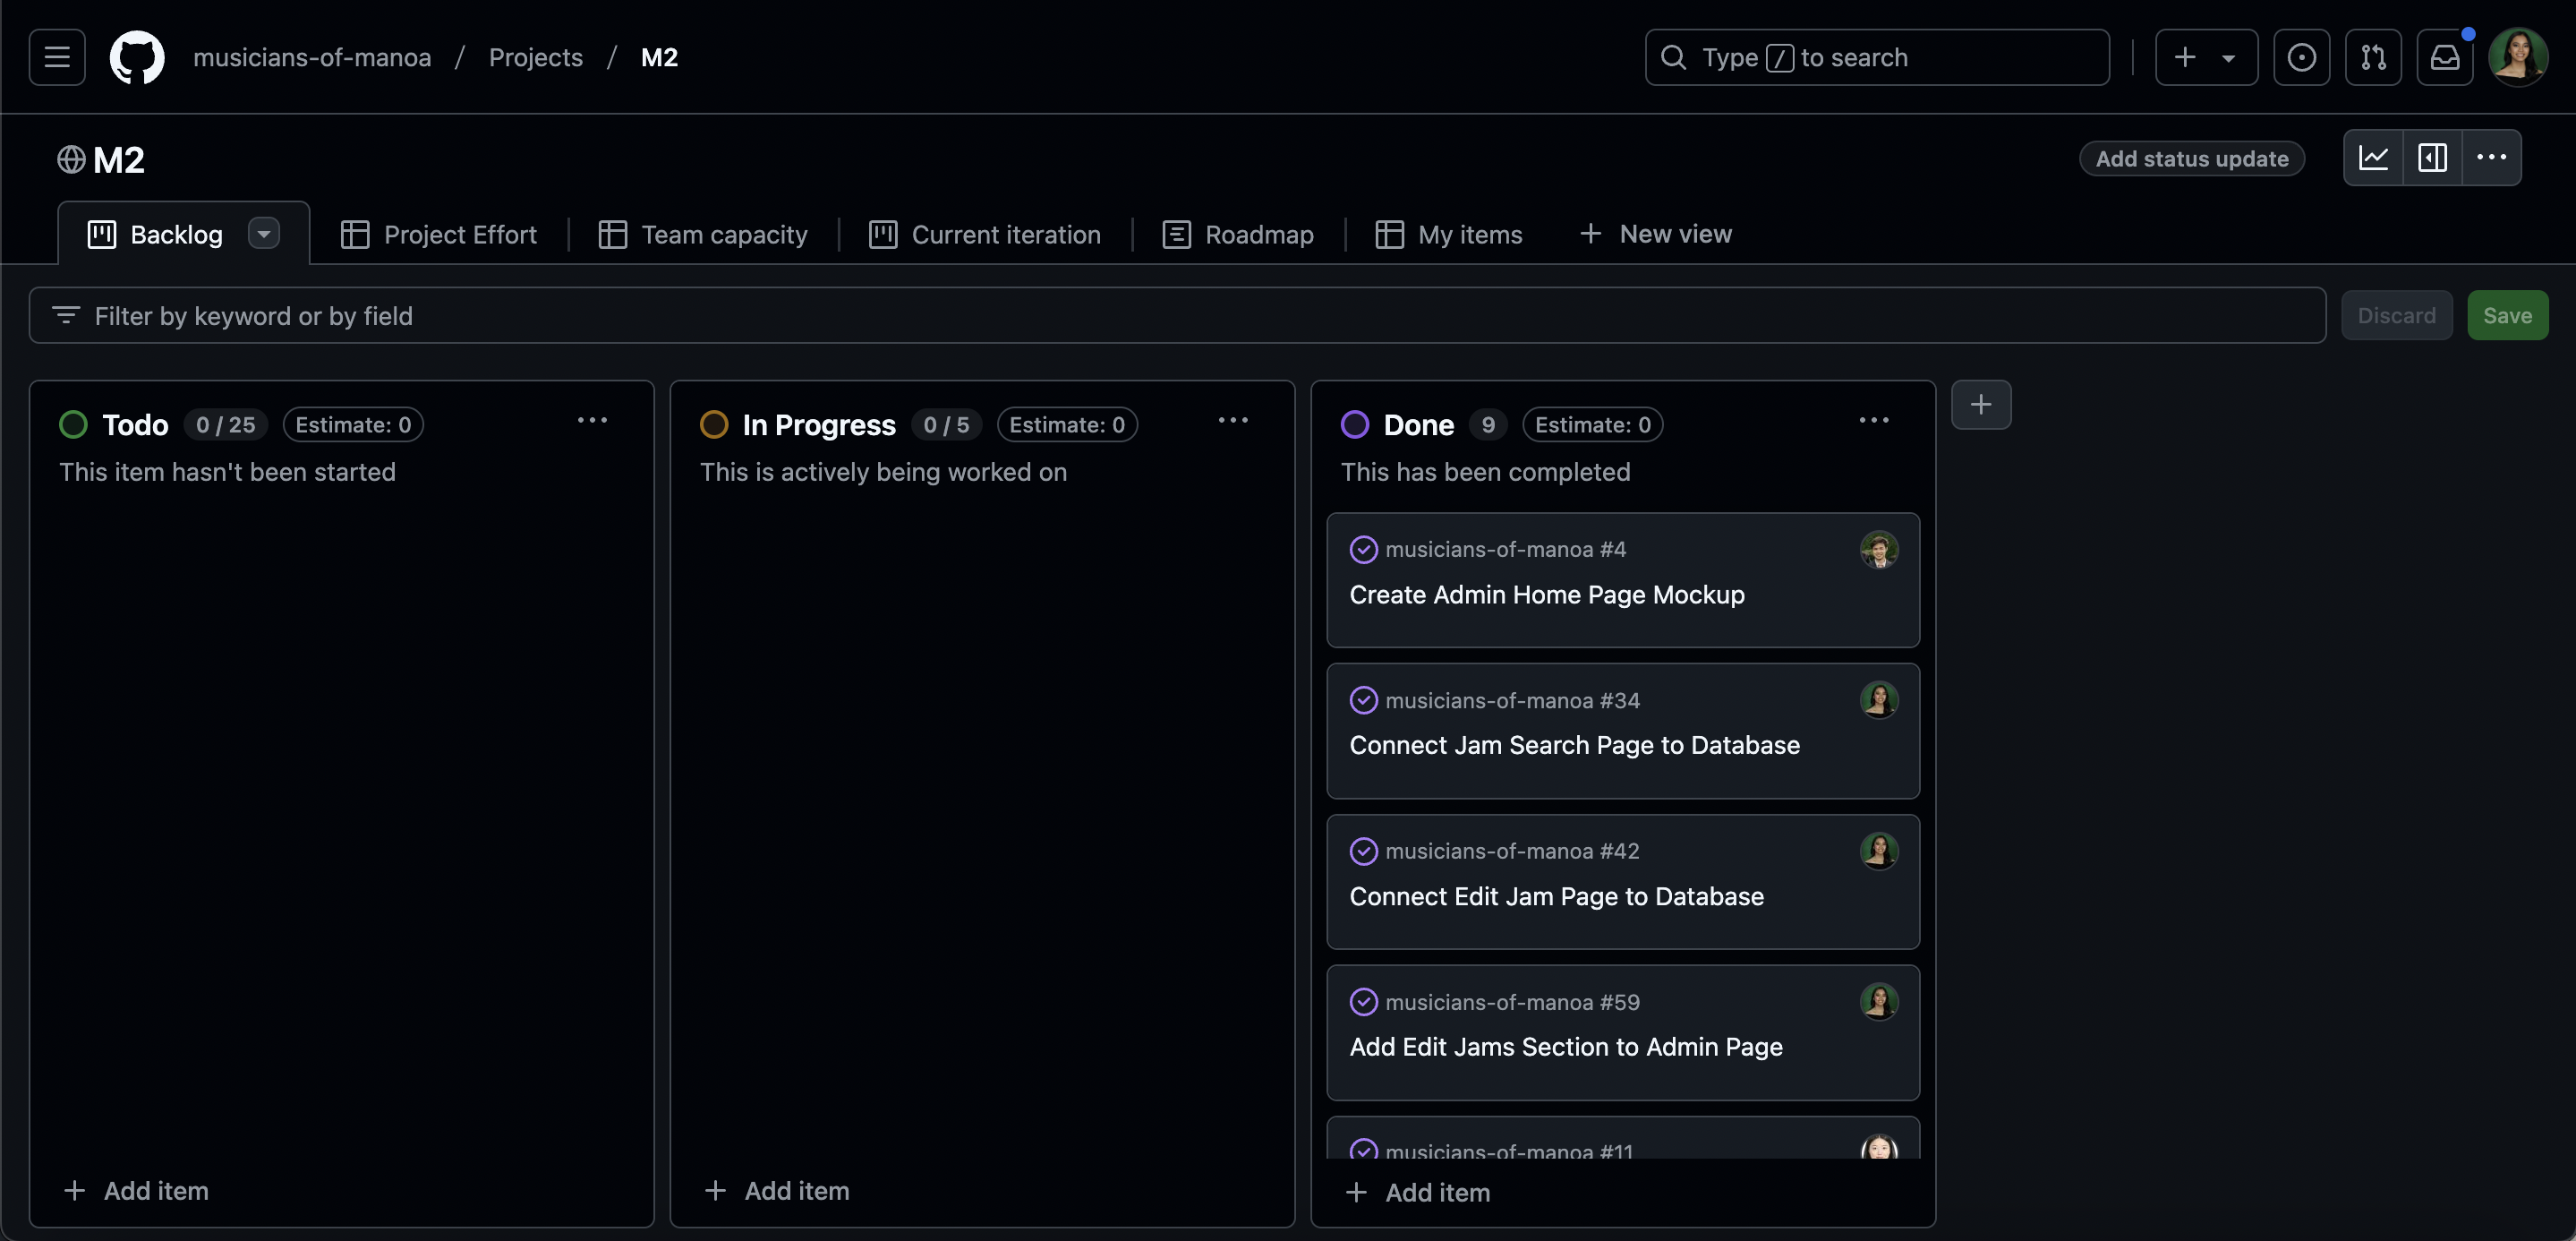 musicians-of-manoa / Projects / M2
Type / to search
M2
Add status update
Backlog
Project Effort
Team capacity
Current iteration
Roadmap
My items
+ New view
Filter by keyword or by field
Discard
Save
Todo 0 / 25 Estimate: 0
This item hasn't been started
+ Add item
In Progress 0 / 5 Estimate: 0
This is actively being worked on
+ Add item
Done 9 Estimate: 0
This has been completed
musicians-of-manoa #4
Create Admin Home Page Mockup
musicians-of-manoa #34
Connect Jam Search Page to Database
musicians-of-manoa #42
Connect Edit Jam Page to Database
musicians-of-manoa #59
Add Edit Jams Section to Admin Page
musicians-of-manoa #11
+ Add item